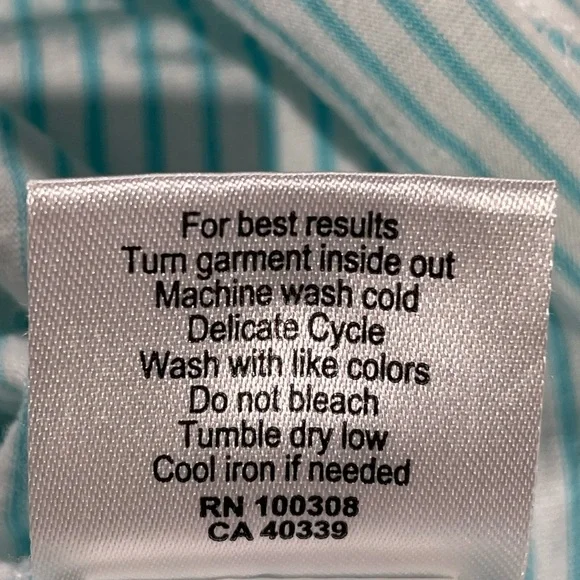 For best results
Turn garment inside out
Machine wash cold
Delicate Cycle
Wash with like colors
Do not bleach
Tumble dry low
Cool iron if needed
RN 100308
CA 40339